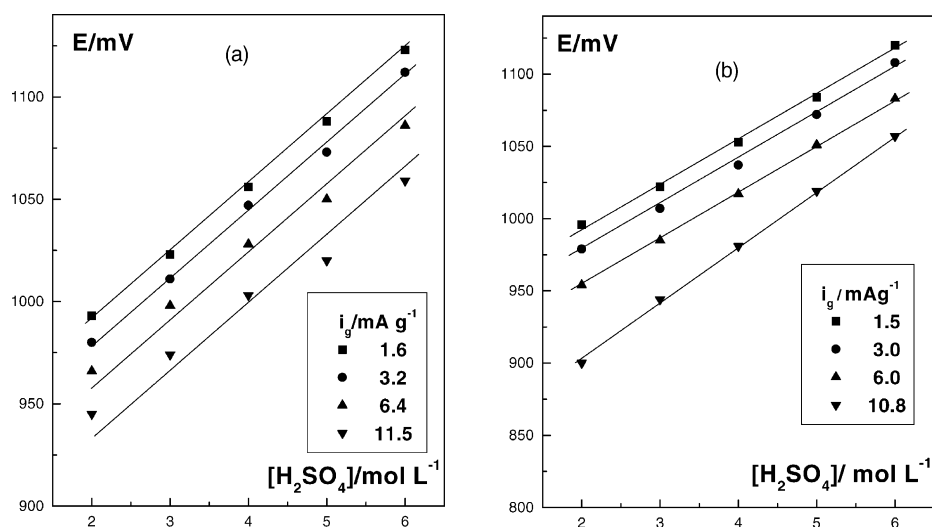 E/mV
(a)
1100
1050
1000
950
900
i_g/mA g^-1
■ 1.6
● 3.2
▲ 6.4
▼ 11.5
[H₂SO₄]/mol L^-1
2 3 4 5 6
E/mV
(b)
1100
1050
1000
950
900
850
800
i_g/mAg^-1
■ 1.5
● 3.0
▲ 6.0
▼ 10.8
[H₂SO₄]/ mol L^-1
2 3 4 5 6